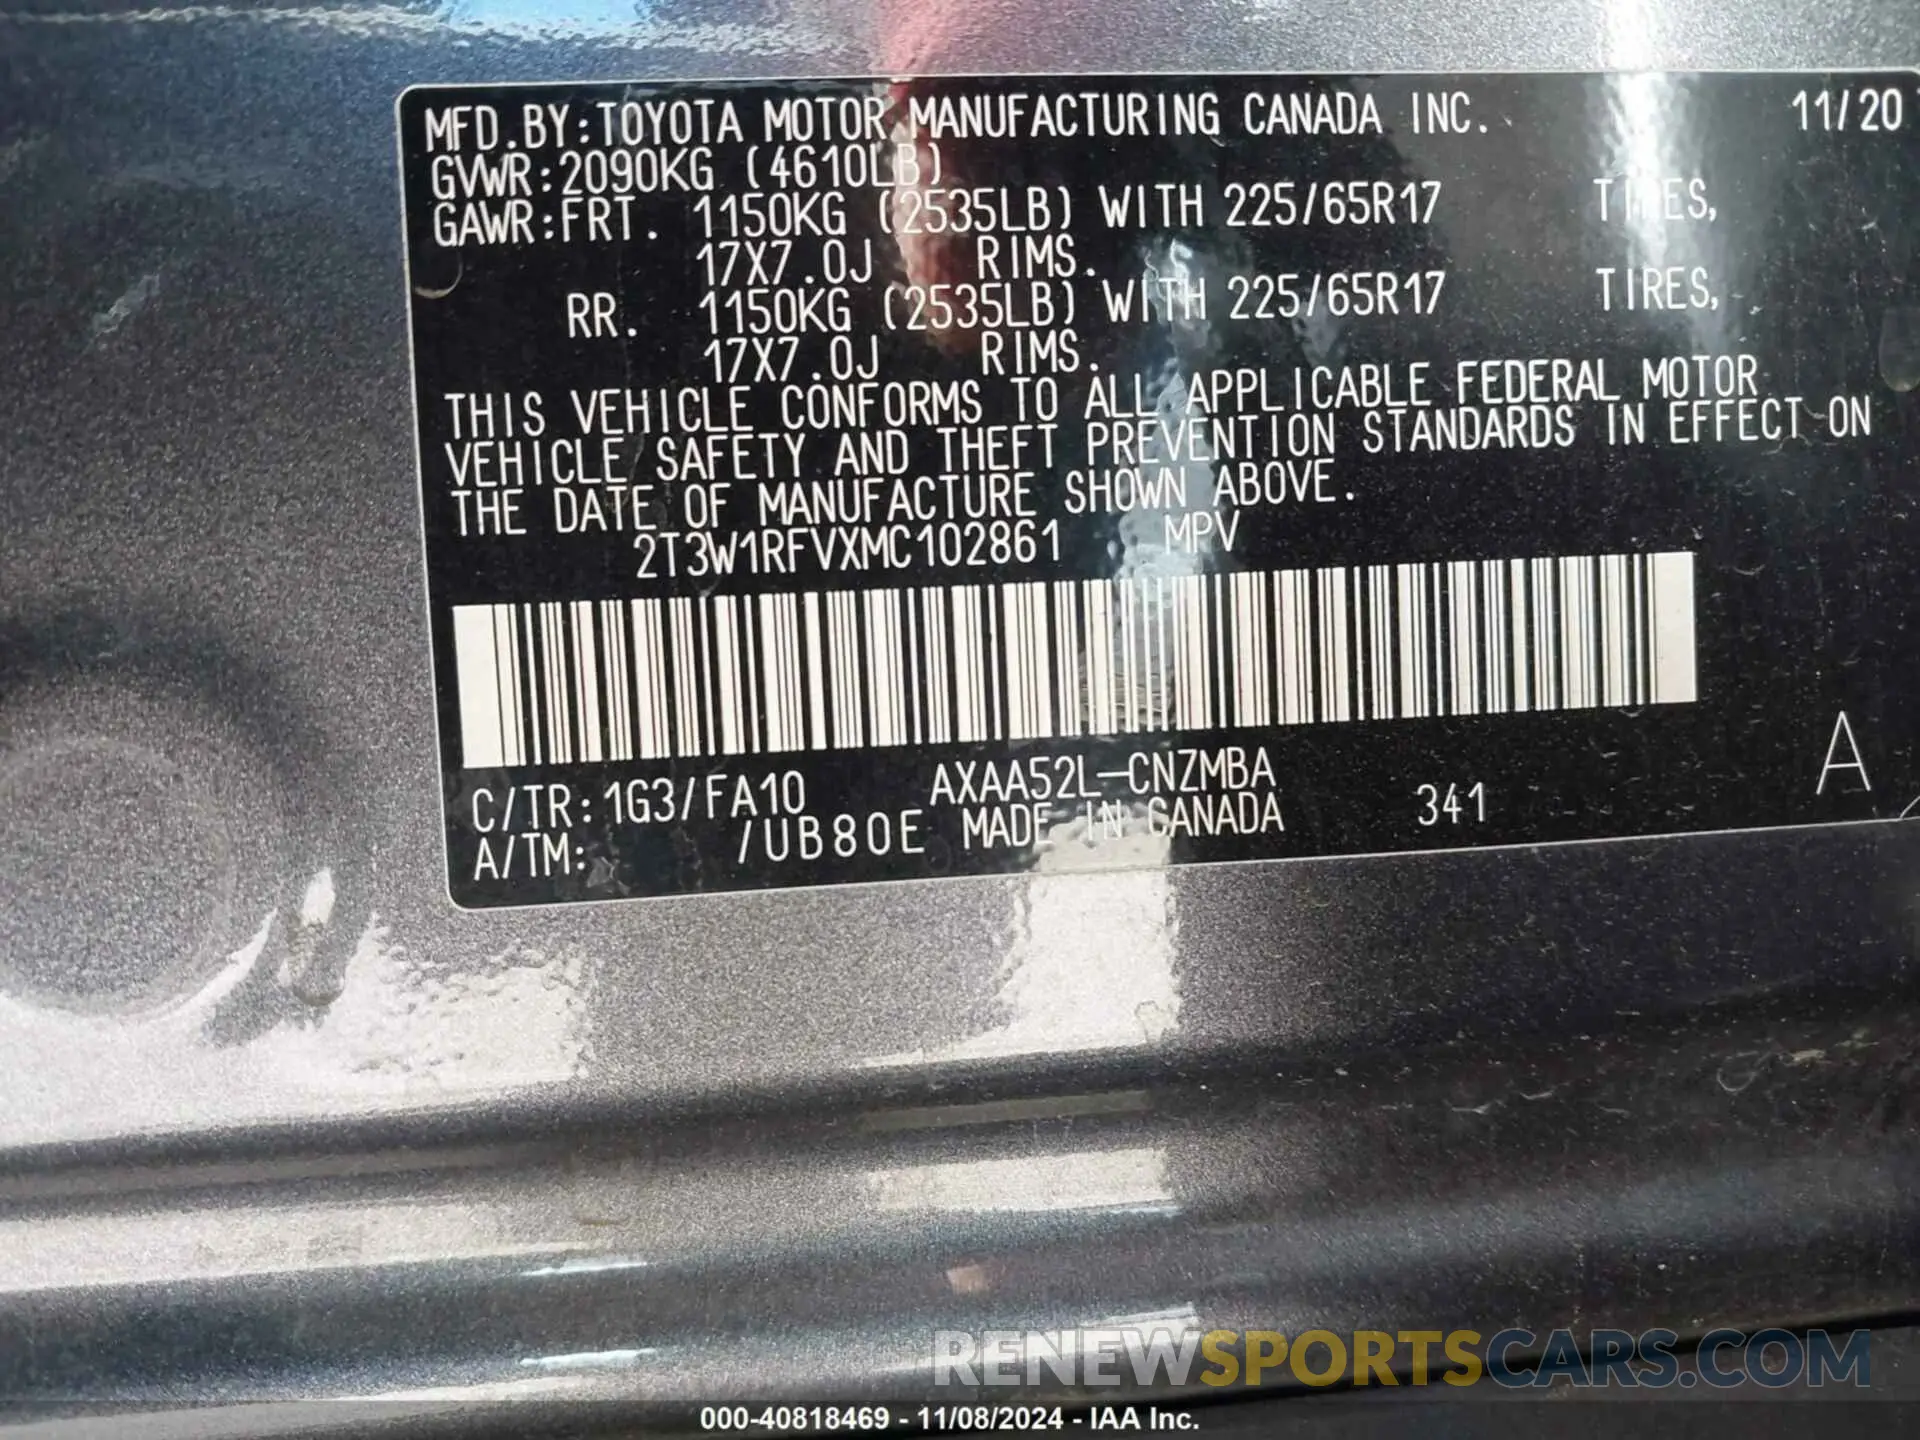 MFD.BY:TOYOTA MOTOR MANUFACTURING CANADA INC. 11/20
GVWR:2090KG (4610LB)
GAWR:FRT. 1150KG (2535LB) WITH 225/65R17 TIRES,
17X7.0J RIMS.
RR. 1150KG (2535LB) WITH 225/65R17 TIRES,
17X7.0J RIMS.
THIS VEHICLE CONFORMS TO ALL APPLICABLE FEDERAL MOTOR
VEHICLE SAFETY AND THEFT PREVENTION STANDARDS IN EFFECT ON
THE DATE OF MANUFACTURE SHOWN ABOVE.
2T3W1RFVXMC102861 MPV
C/TR:1G3/FA10 AXAA52L-CNZMBA A
A/TM: /UB80E MADE IN CANADA 341
RENEWSPORTSCARS.COM
000-40818469 - 11/08/2024 - IAA Inc.